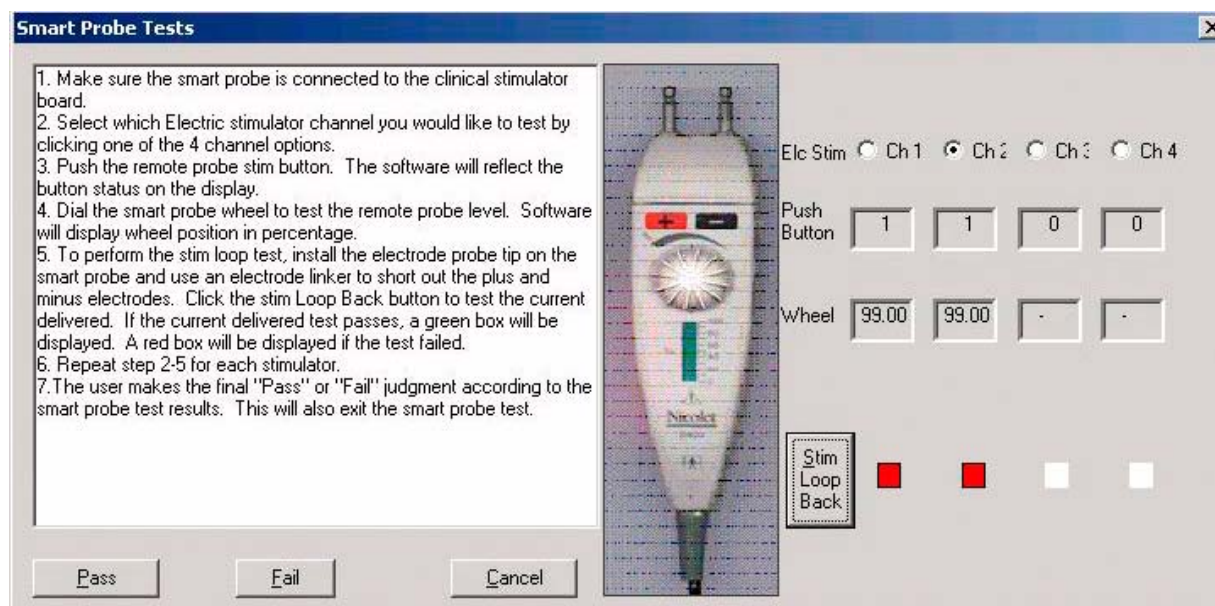 Smart Probe Tests
1. Make sure the smart probe is connected to the clinical stimulator
board.
2. Select which Electric stimulator channel you would like to test by
clicking one of the 4 channel options.
3. Push the remote probe stim button. The software will reflect the
button status on the display.
4. Dial the smart probe wheel to test the remote probe level. Software
will display wheel position in percentage.
5. To perform the stim loop test, install the electrode probe tip on the
smart probe and use an electrode linker to short out the plus and
minus electrodes. Click the stim Loop Back button to test the current
delivered. If the current delivered test passes, a green box will be
displayed. A red box will be displayed if the test failed.
6. Repeat step 2-5 for each stimulator.
7.The user makes the final "Pass" or "Fail" judgment according to the
smart probe test results. This will also exit the smart probe test.
Pass Fail Cancel
+ -
Nicolet
Elc Stim Ch 1 Ch 2 Ch 3 Ch 4
Push
Button 1 1 0 0
Wheel 99.00 99.00 - -
Stim
Loop
Back